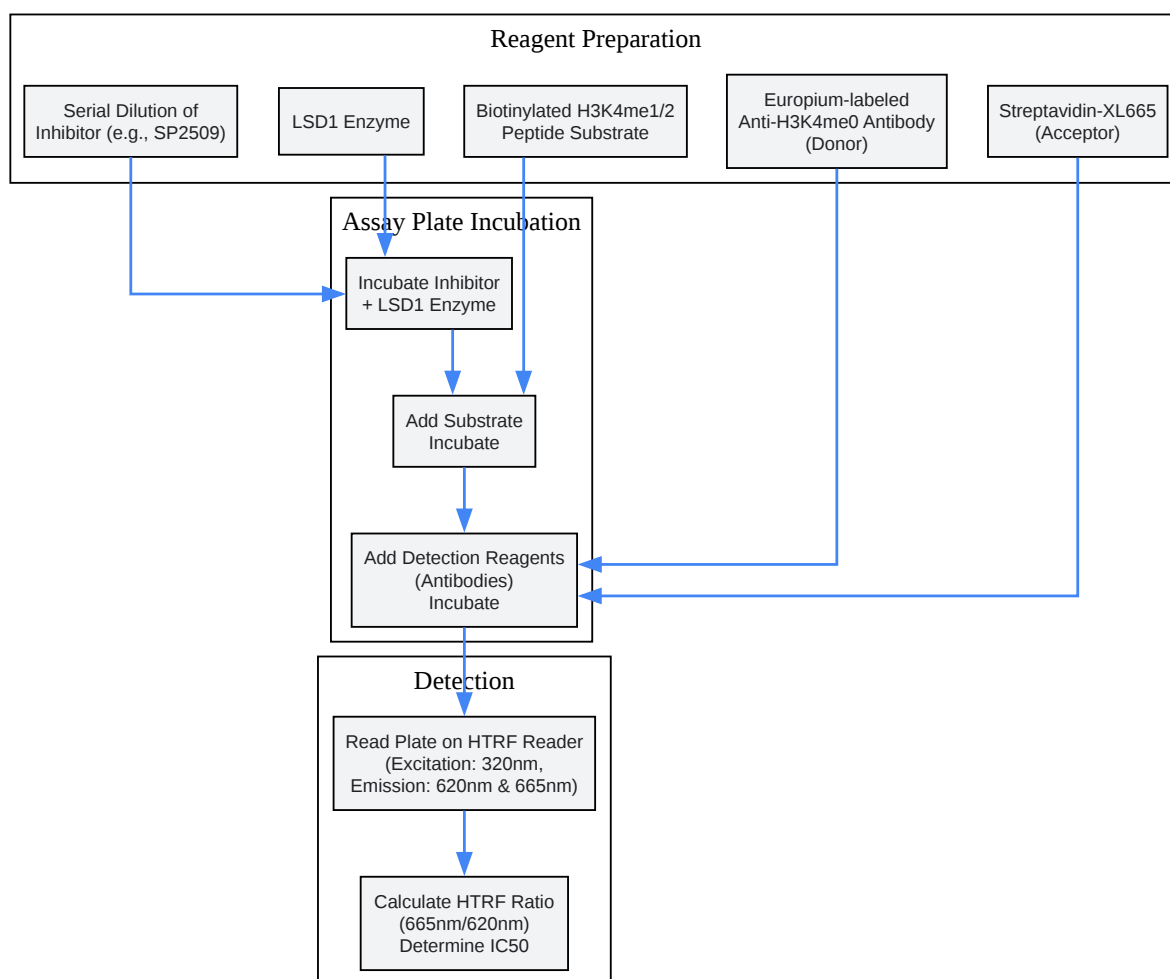 Reagent Preparation
Serial Dilution of
Inhibitor (e.g., SP2509)
LSD1 Enzyme
Biotinylated H3K4me1/2
Peptide Substrate
Europium-labeled
Anti-H3K4me0 Antibody
(Donor)
Streptavidin-XL665
(Acceptor)
Assay Plate Incubation
Incubate Inhibitor
+ LSD1 Enzyme
Add Substrate
Incubate
Add Detection Reagents
(Antibodies)
Incubate
Detection
Read Plate on HTRF Reader
(Excitation: 320nm,
Emission: 620nm & 665nm)
Calculate HTRF Ratio
(665nm/620nm)
Determine IC50